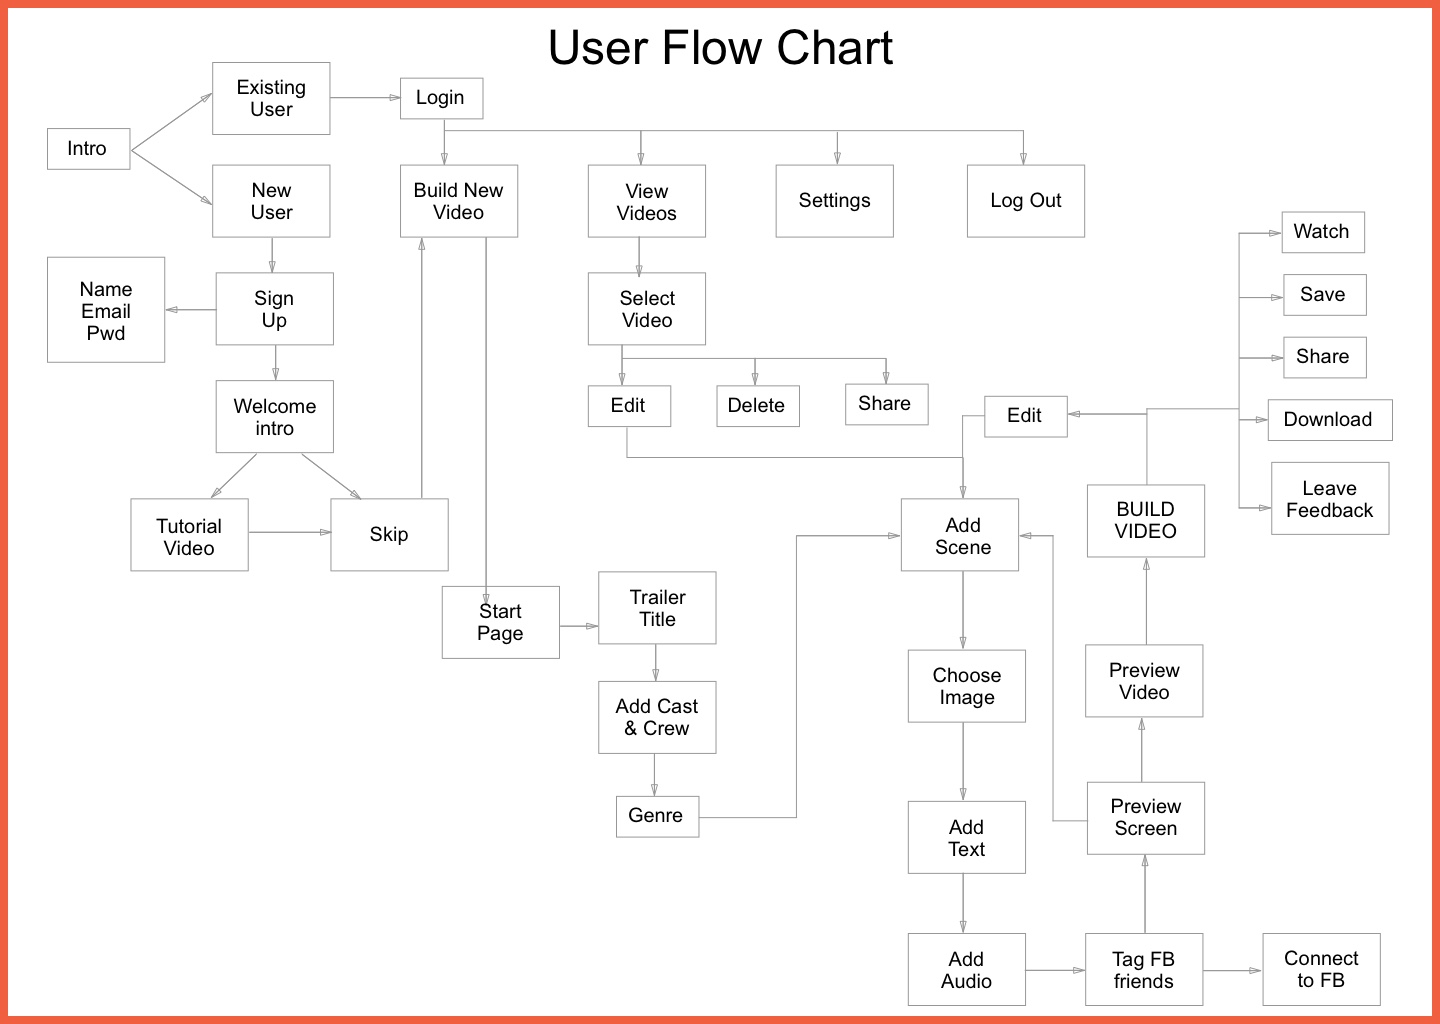 User Flow Chart
Existing
User
Login
Intro
New
User
Build New
Video
View
Videos
Settings
Log Out
Watch
Name
Email
Pwd
Sign
Up
Select
Video
Save
Share
Welcome
intro
Edit
Delete
Share
Edit
Download
Tutorial
Video
Skip
Add
Scene
BUILD
VIDEO
Leave
Feedback
Start
Page
Trailer
Title
Choose
Image
Preview
Video
Add Cast
& Crew
Genre
Add
Text
Preview
Screen
Add
Audio
Tag FB
friends
Connect
to FB